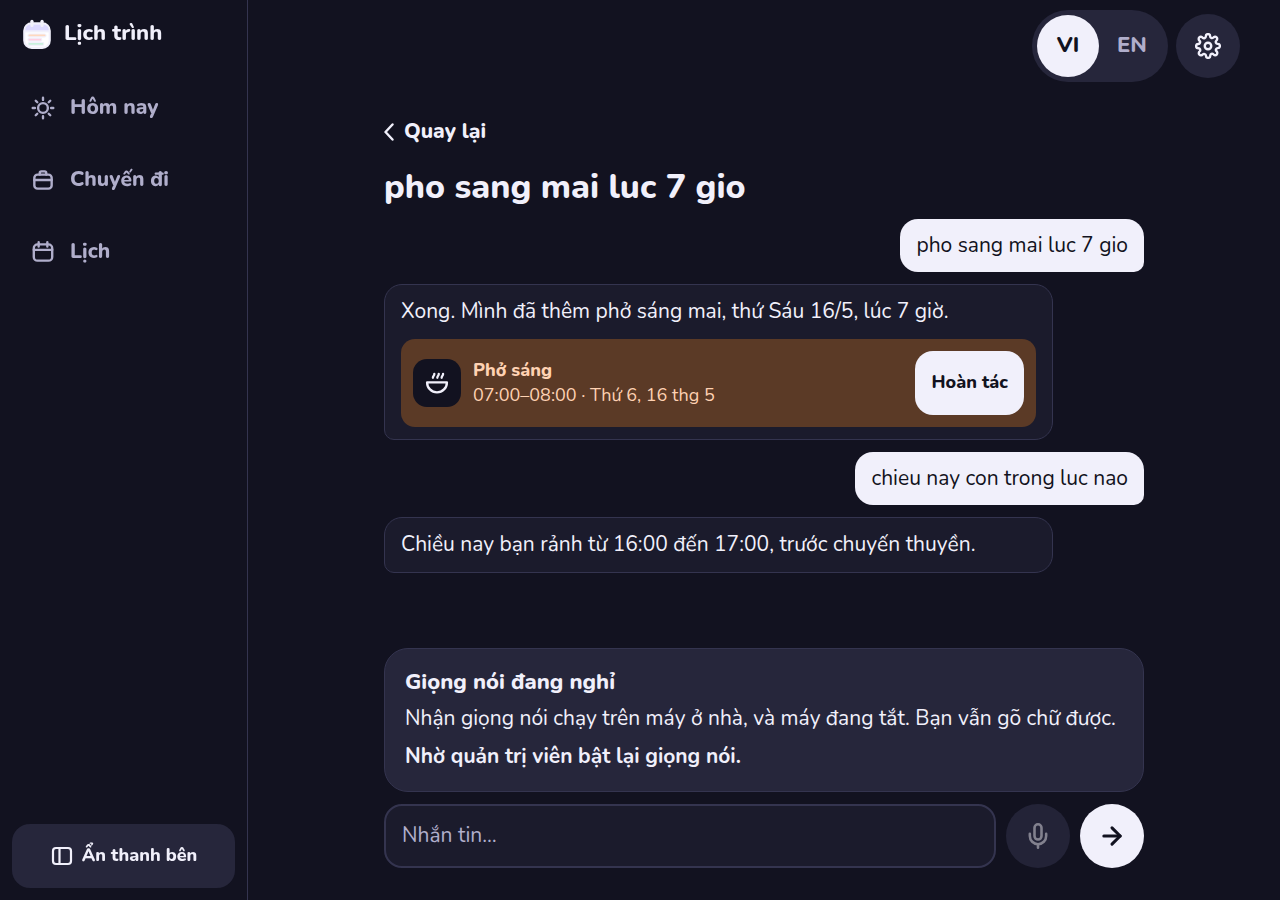 Lịch trình
VI
EN
Hôm nay
Chuyến đi
Lịch
Quay lại
pho sang mai luc 7 gio
pho sang mai luc 7 gio
Xong. Mình đã thêm phở sáng mai, thứ Sáu 16/5, lúc 7 giờ.
Phở sáng
07:00–08:00 · Thứ 6, 16 thg 5
Hoàn tác
chieu nay con trong luc nao
Chiều nay bạn rảnh từ 16:00 đến 17:00, trước chuyến thuyền.
Giọng nói đang nghỉ
Nhận giọng nói chạy trên máy ở nhà, và máy đang tắt. Bạn vẫn gõ chữ được.
Nhờ quản trị viên bật lại giọng nói.
Nhắn tin...
Ẩn thanh bên